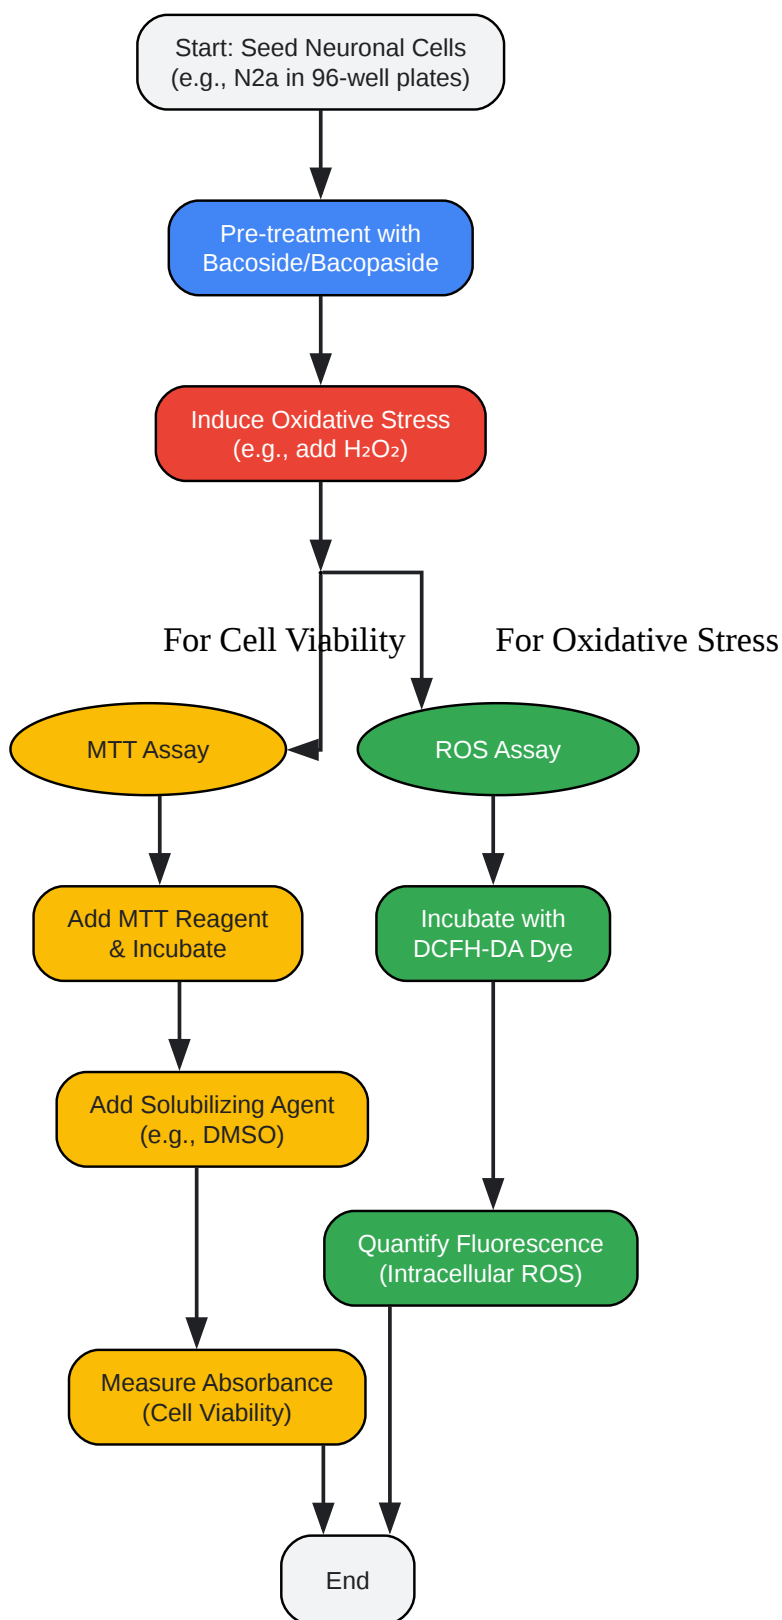 Start: Seed Neuronal Cells
(e.g., N2a in 96-well plates)
Pre-treatment with
Bacoside/Bacopaside
Induce Oxidative Stress
(e.g., add H₂O₂)
For Cell Viability
For Oxidative Stress
MTT Assay
ROS Assay
Add MTT Reagent
& Incubate
Incubate with
DCFH-DA Dye
Add Solubilizing Agent
(e.g., DMSO)
Quantify Fluorescence
(Intracellular ROS)
Measure Absorbance
(Cell Viability)
End